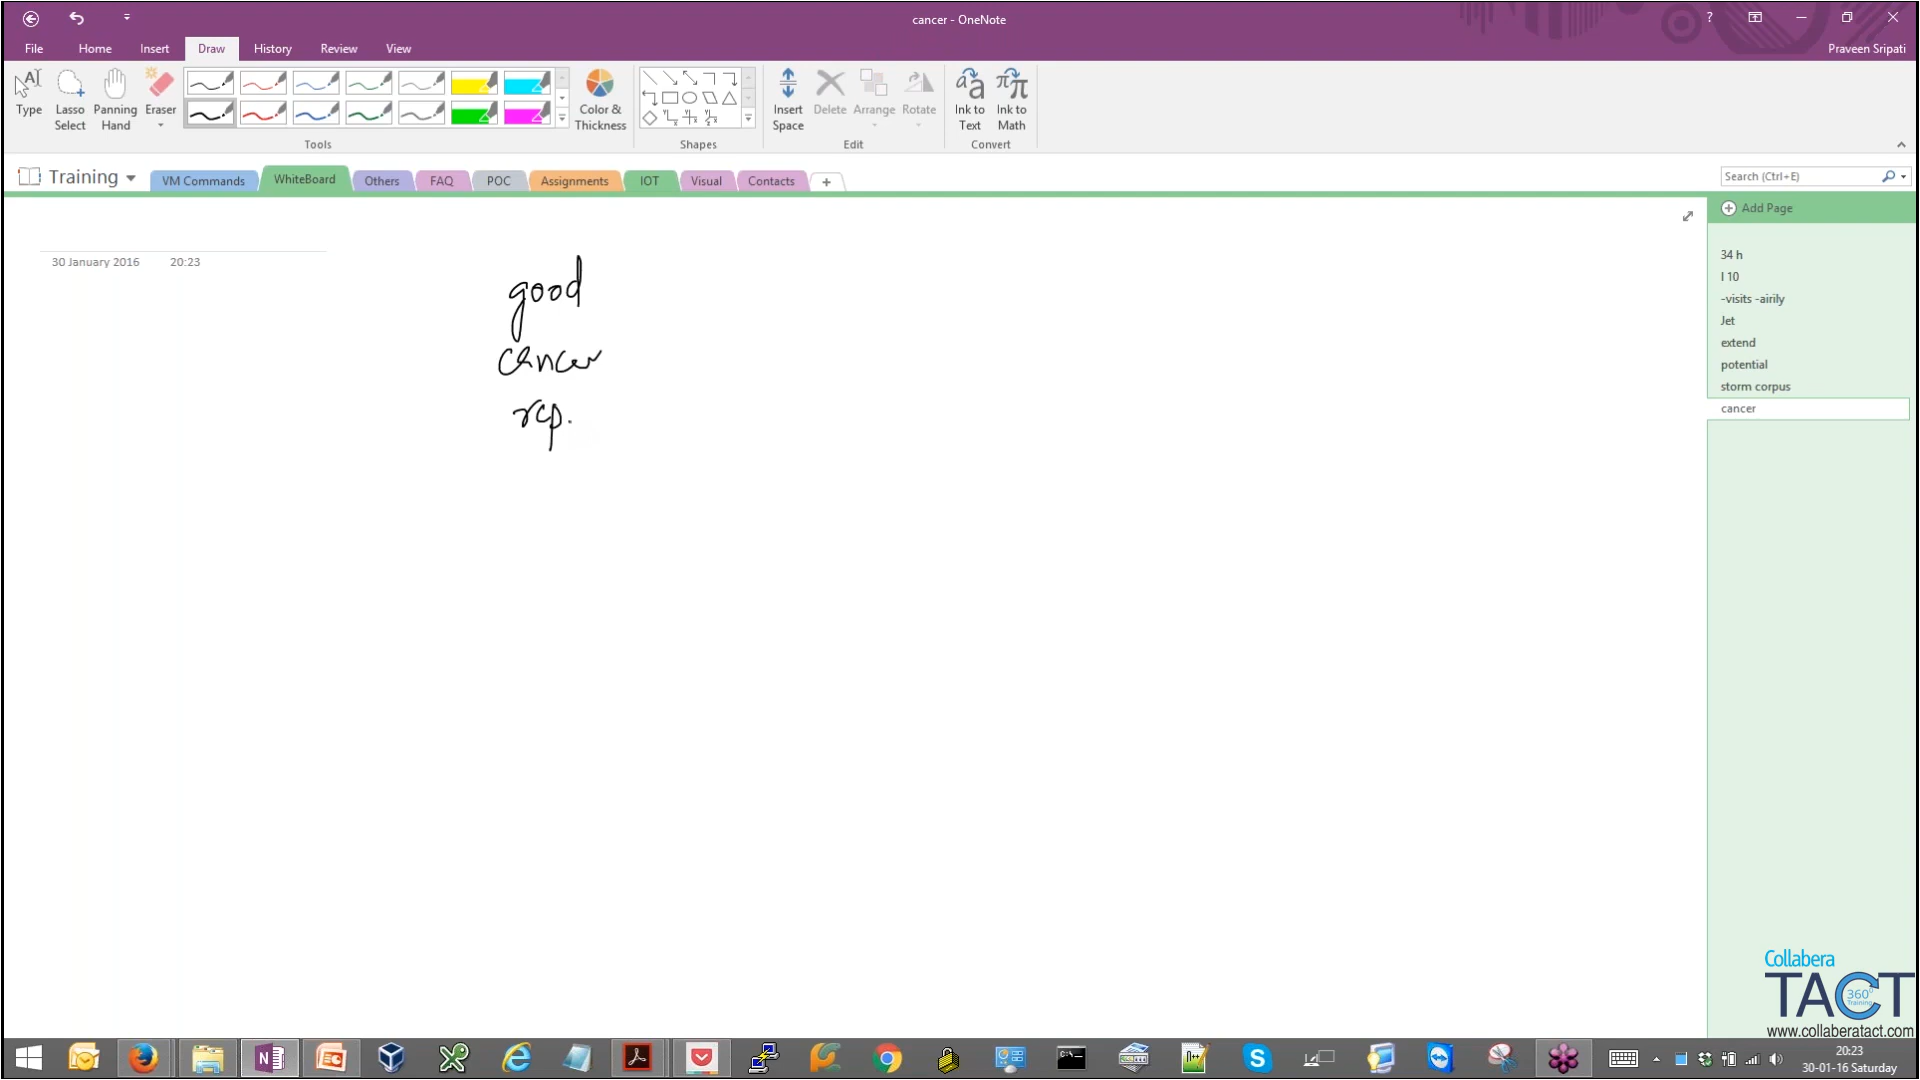 cancer - OneNote
?
File Home Insert Draw History Review View
Praveen Sripati
Type
Lasso Select
Panning Hand
Eraser
Color & Thickness
Insert Space
Delete
Arrange
Rotate
Ink to Text
Ink to Math
Tools
Shapes
Edit
Convert
Training
VM Commands WhiteBoard Others FAQ POC Assignments IOT Visual Contacts +
Search (Ctrl+E)
Add Page
30 January 2016 20:23
good
cancer
rep.
34 h
I 10
-visits -airily
Jet
extend
potential
storm corpus
cancer
Collabera
TACT
360°
Training
www.collaberatact.com
20:23
30-01-16 Saturday